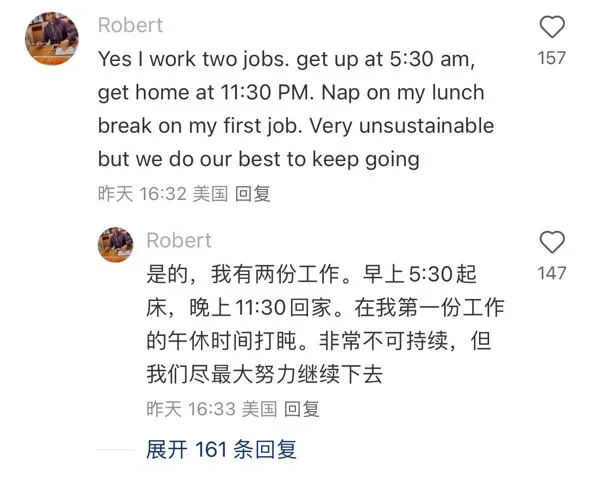 Robert
157
Yes I work two jobs. get up at 5:30 am,
get home at 11:30 PM. Nap on my lunch
break on my first job. Very unsustainable
but we do our best to keep going
昨天 16:32 美国 回复
Robert
147
是的，我有两份工作。早上5:30起
床，晚上11:30回家。在我第一份工作
的午休时间打盹。非常不可持续，但
我们尽最大努力继续下去
昨天 16:33 美国 回复
展开 161 条回复